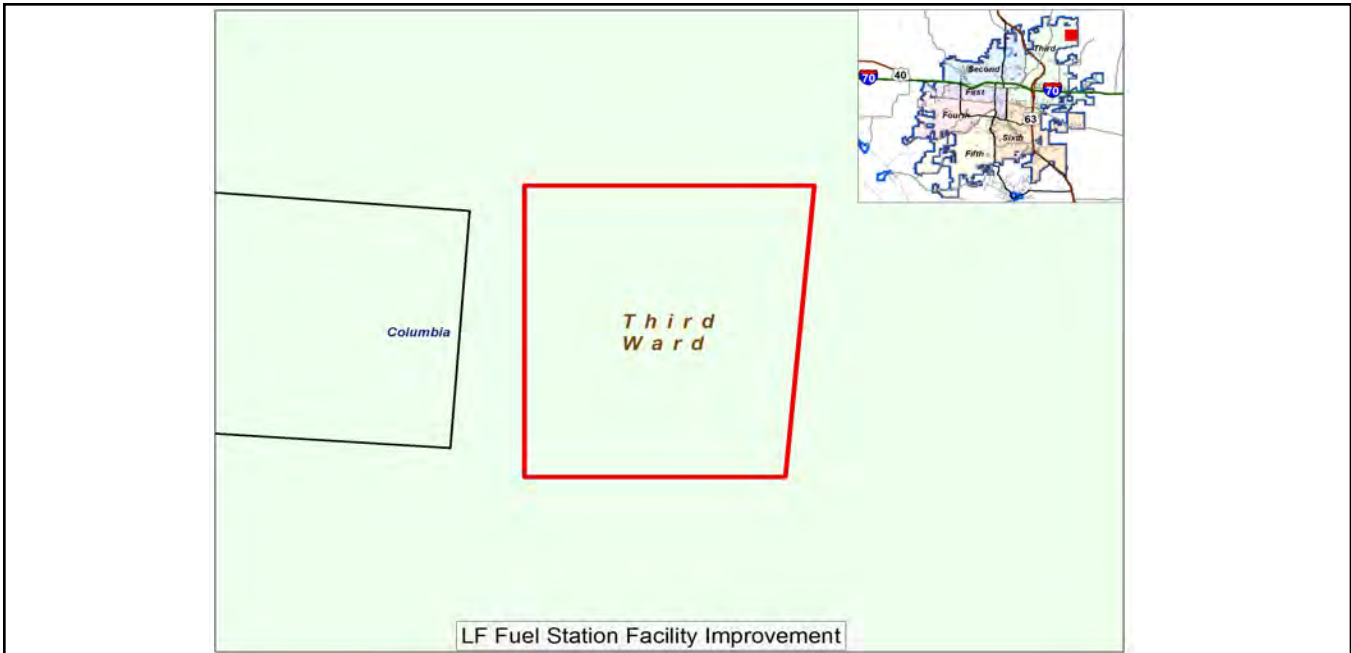 Third
Second
70
40
First
70
Fourth
63
Sixth
Fifth
Columbia
Third
Ward
LF Fuel Station Facility Improvement